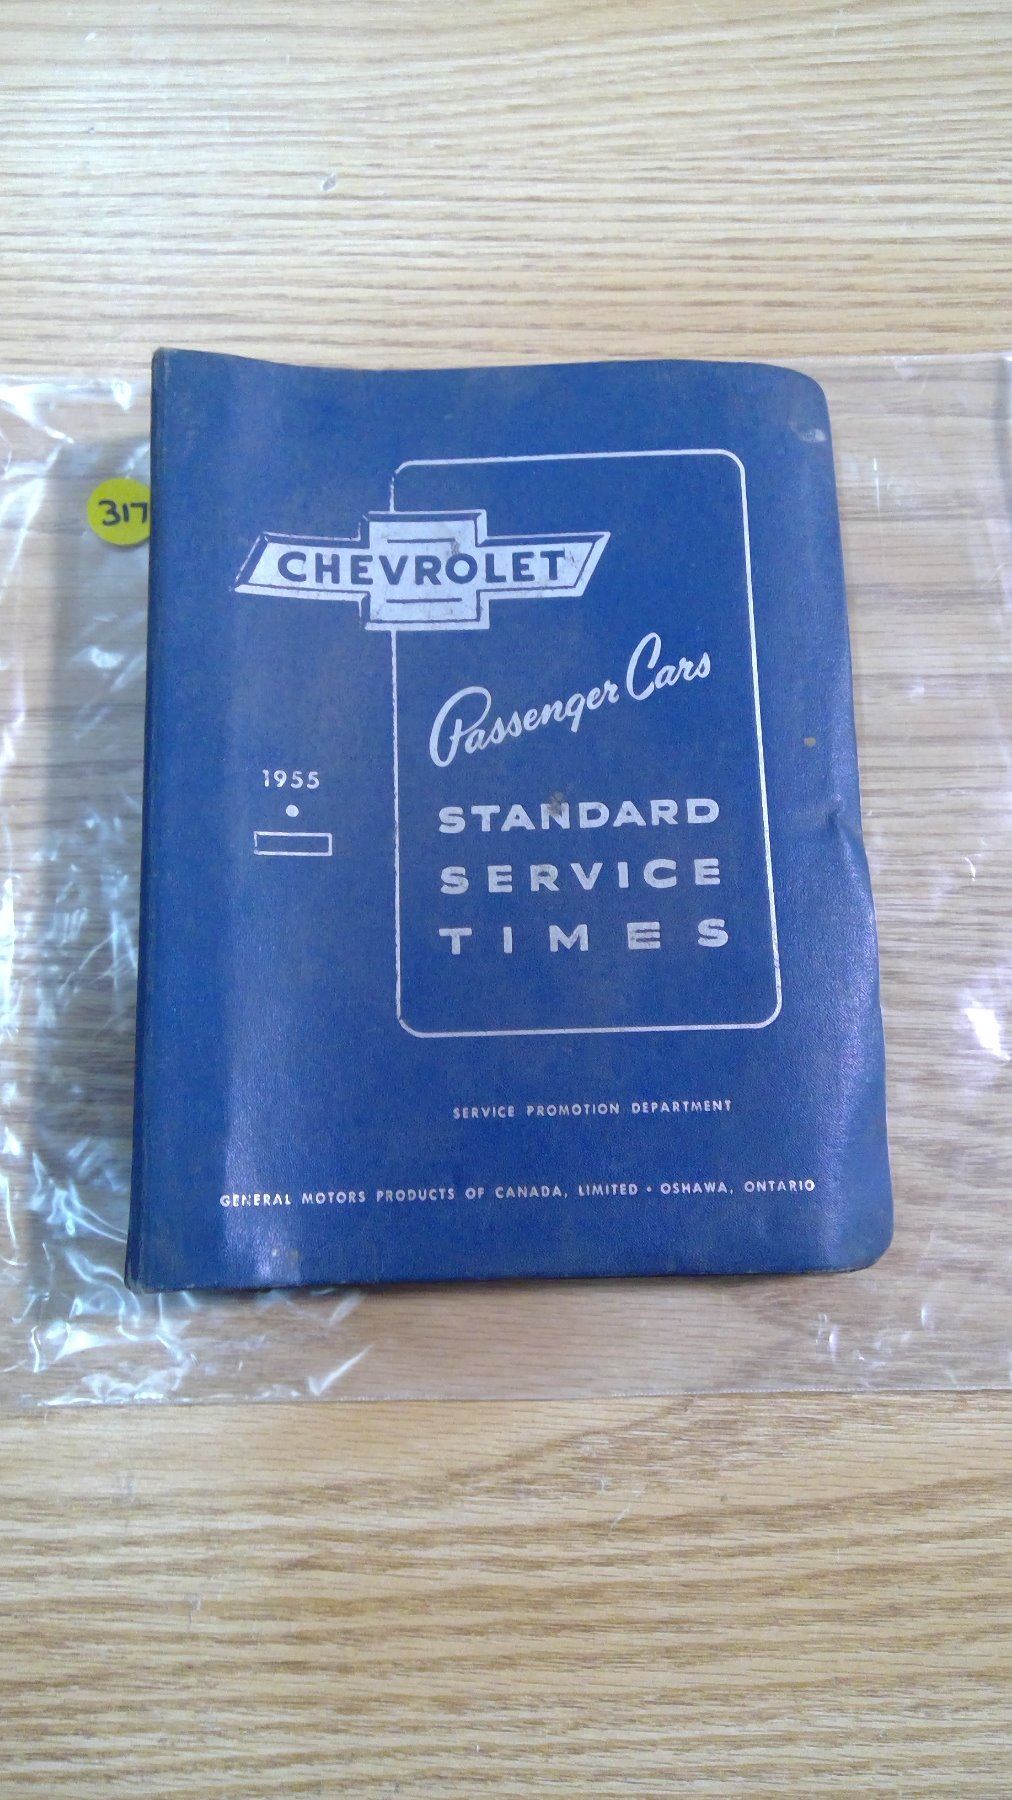 317
CHEVROLET
Passenger Cars
1955
STANDARD
SERVICE
TIMES
SERVICE PROMOTION DEPARTMENT
GENERAL MOTORS PRODUCTS OF CANADA, LIMITED • OSHAWA, ONTARIO